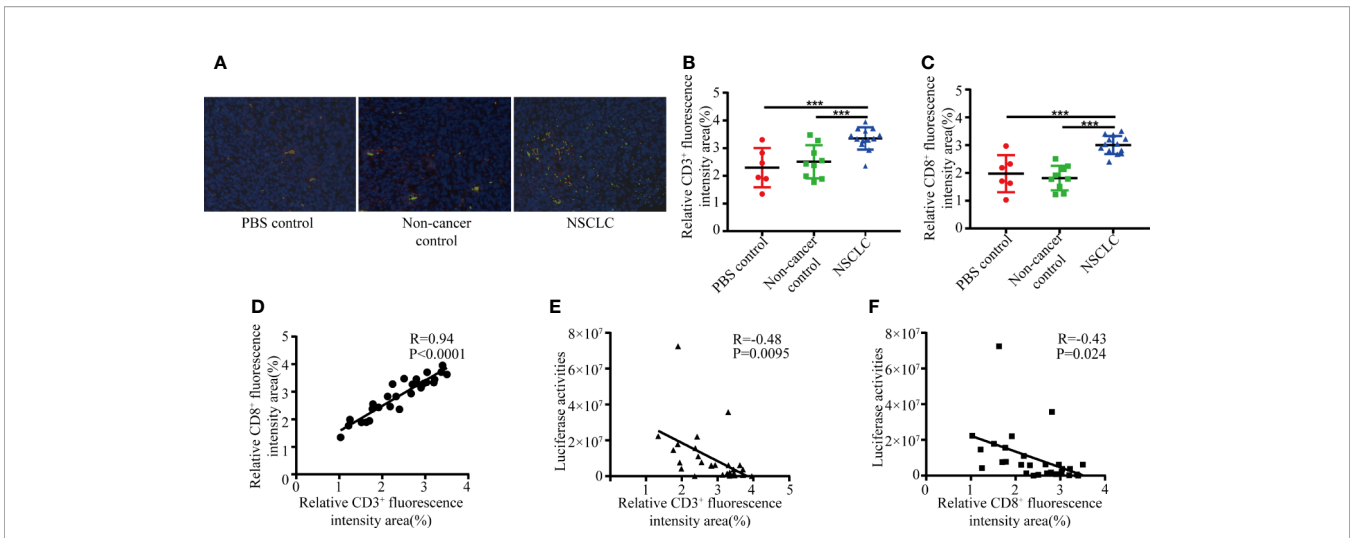 A
PBS control
Non-cancer
control
NSCLC
B
Relative CD3⁺ fluorescence
intensity area(%)
5
4
3
2
1
0
***
***
PBS control
Non-cancer
control
NSCLC
C
Relative CD8⁺ fluorescence
intensity area(%)
5
4
3
2
1
0
***
***
PBS control
Non-cancer
control
NSCLC
D
Relative CD8⁺ fluorescence
intensity area(%)
5
4
3
2
1
0
R=0.94
P<0.0001
0 1 2 3 4
Relative CD3⁺ fluorescence
intensity area(%)
E
Luciferase activities
8×10⁷
6×10⁷
4×10⁷
2×10⁷
0
R=-0.48
P=0.0095
1 2 3 4 5
Relative CD3⁺ fluorescence
intensity area(%)
F
Luciferase activities
8×10⁷
6×10⁷
4×10⁷
2×10⁷
0
R=-0.43
P=0.024
0 1 2 3 4
Relative CD8⁺ fluorescence
intensity area(%)